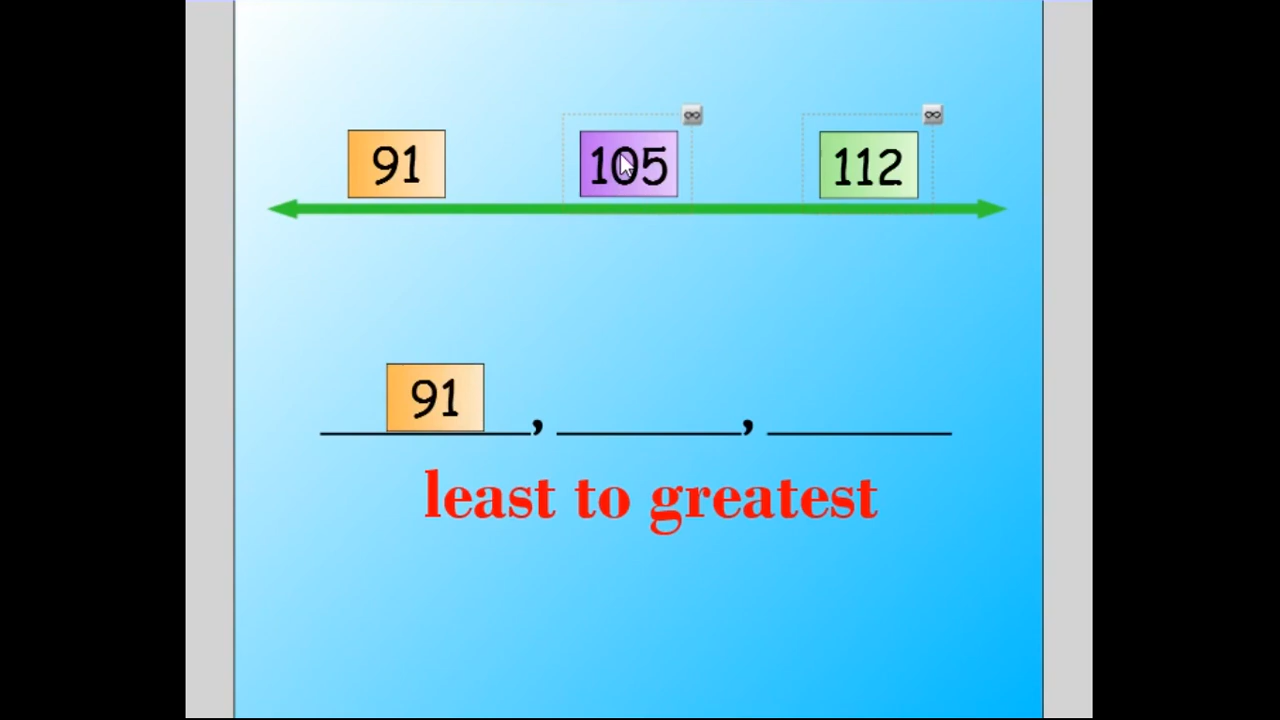 91 105 112
91 , ,
least to greatest